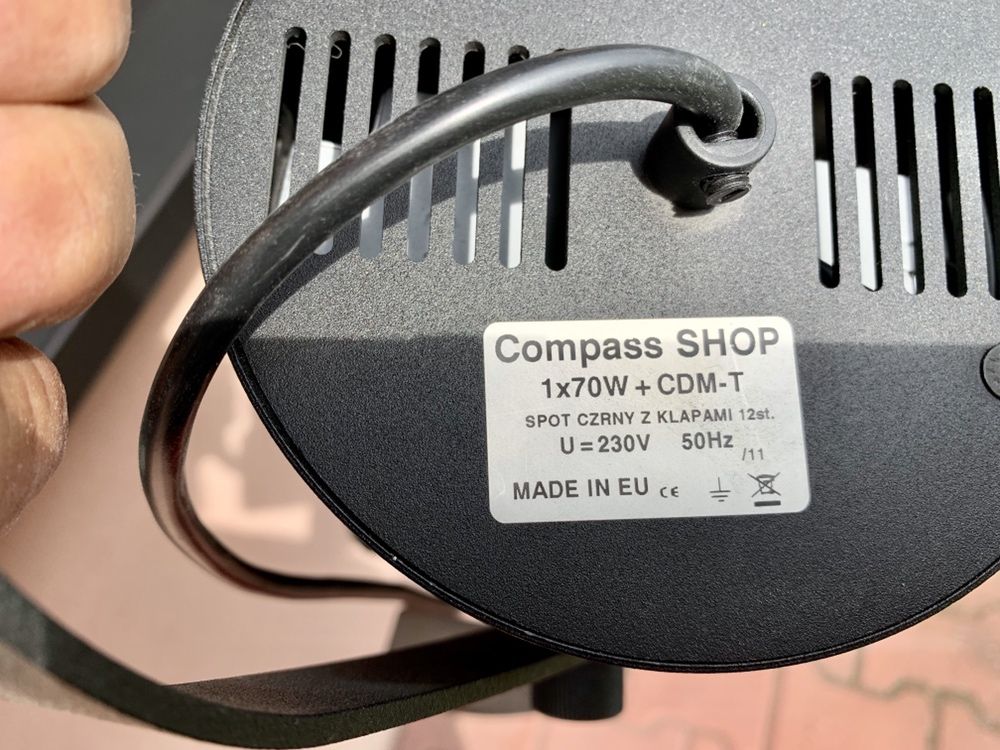 Compass SHOP
1x70W + CDM-T
SPOT CZRNY Z KLAPAMI 12st.
U = 230V 50Hz
/11
MADE IN EU CE